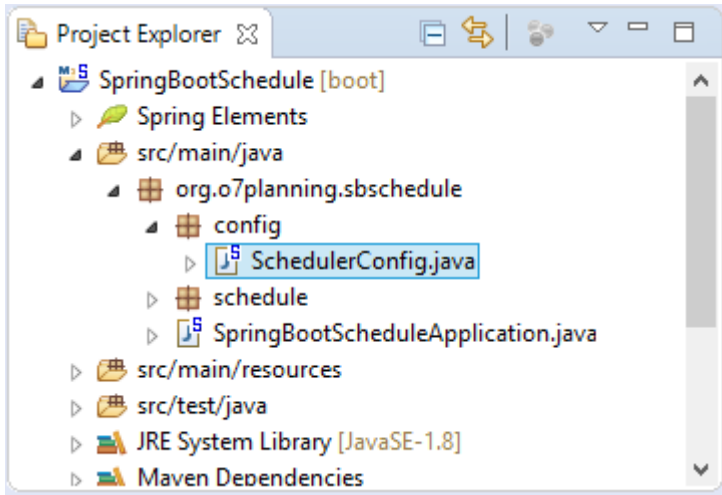 Project Explorer
SpringBootSchedule [boot]
Spring Elements
src/main/java
org.o7planning.sbschedule
config
SchedulerConfig.java
schedule
SpringBootScheduleApplication.java
src/main/resources
src/test/java
JRE System Library [JavaSE-1.8]
Maven Dependencies